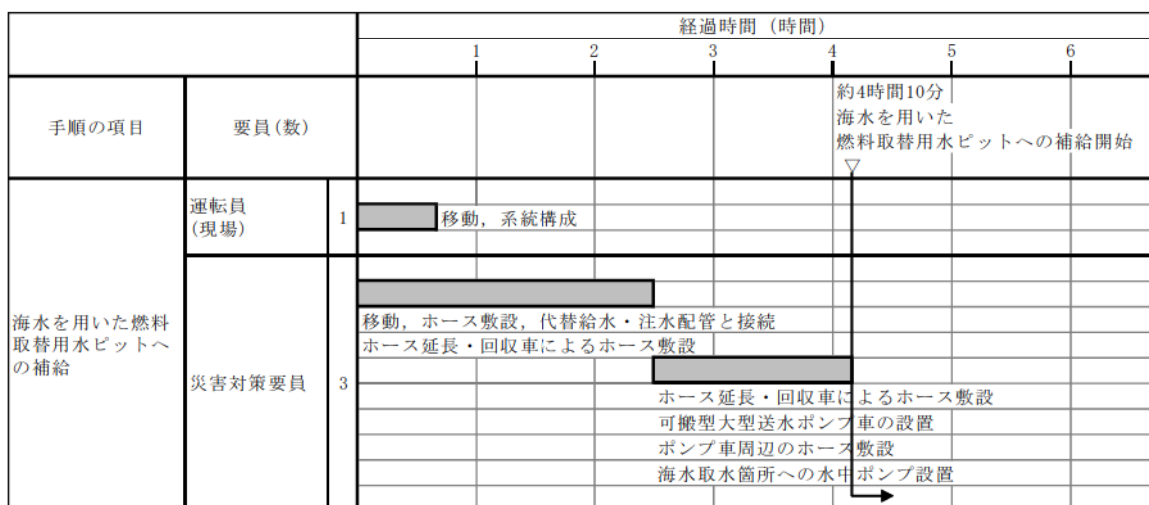 経過時間（時間）
1 2 3 4 5 6
手順の項目
要員(数)
約4時間10分
海水を用いた
燃料取替用水ピットへの補給開始
▽
海水を用いた燃料
取替用水ピットへ
の補給
運転員
(現場)
1
移動，系統構成
災害対策要員
3
移動，ホース敷設，代替給水・注水配管と接続
ホース延長・回収車によるホース敷設
ホース延長・回収車によるホース敷設
可搬型大型送水ポンプ車の設置
ポンプ車周辺のホース敷設
海水取水箇所への水中ポンプ設置